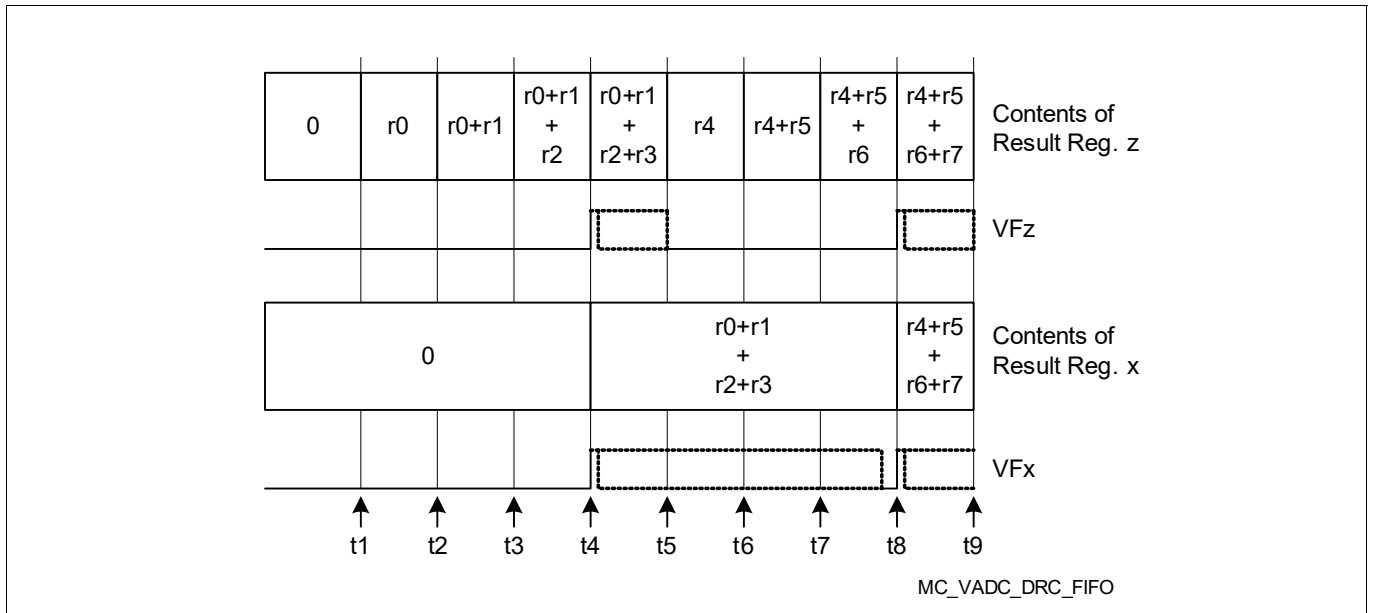 0
r0
r0+r1
r0+r1
+
r2
r0+r1
+
r2+r3
r4
r4+r5
r4+r5
+
r6
r4+r5
+
r6+r7
Contents of
Result Reg. z
VFz
0
r0+r1
+
r2+r3
r4+r5
+
r6+r7
Contents of
Result Reg. x
VFx
t1
t2
t3
t4
t5
t6
t7
t8
t9
MC_VADC_DRC_FIFO